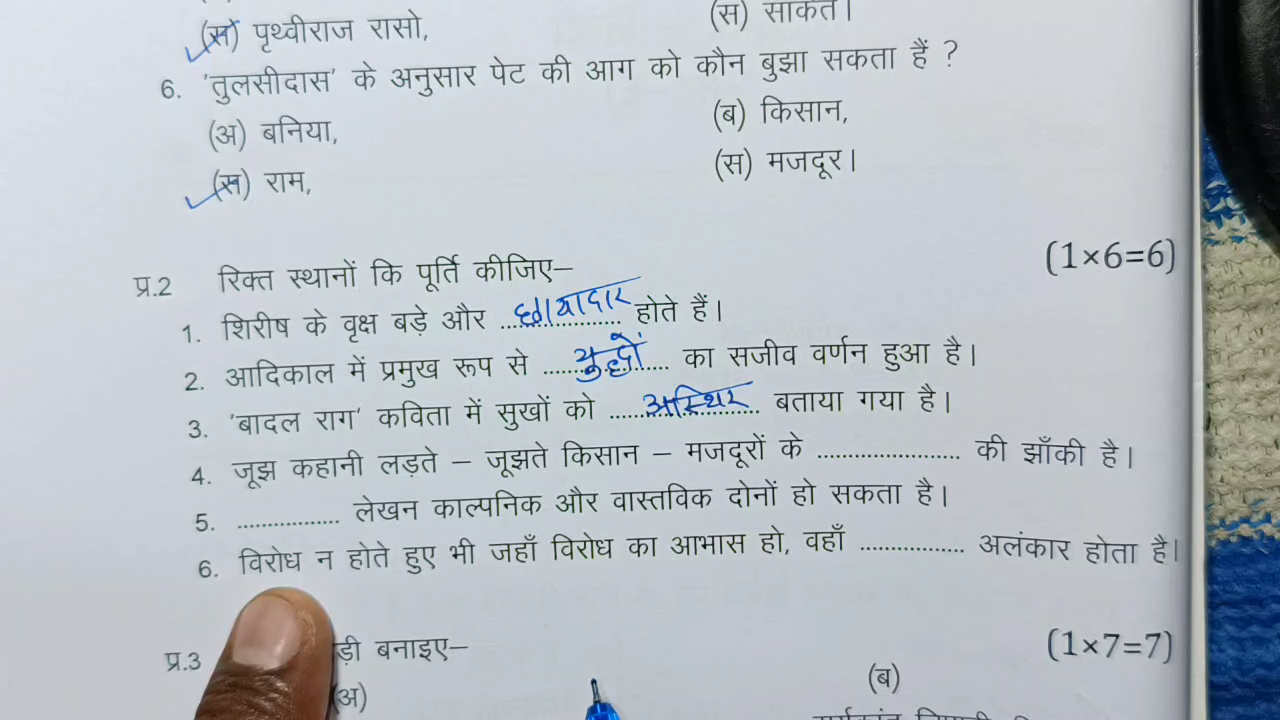 (स) पृथ्वीराज रासो, (स) साकेत।
6. 'तुलसीदास' के अनुसार पेट की आग को कौन बुझा सकता हैं ?
(अ) बनिया, (ब) किसान,
(स) राम, (स) मजदूर।
प्र.2 रिक्त स्थानों कि पूर्ति कीजिए– (1×6=6)
1. शिरीष के वृक्ष बड़े और ...छायादार... होते हैं।
2. आदिकाल में प्रमुख रूप से ...युद्धों... का सजीव वर्णन हुआ है।
3. 'बादल राग' कविता में सुखों को ...अस्थिर... बताया गया है।
4. जूझ कहानी लड़ते – जूझते किसान – मजदूरों के ..................... की झाँकी है।
5. ............... लेखन काल्पनिक और वास्तविक दोनों हो सकता है।
6. विरोध न होते हुए भी जहाँ विरोध का आभास हो, वहाँ ............... अलंकार होता है।
प्र.3 ड़ी बनाइए– (1×7=7)
(अ) (ब)